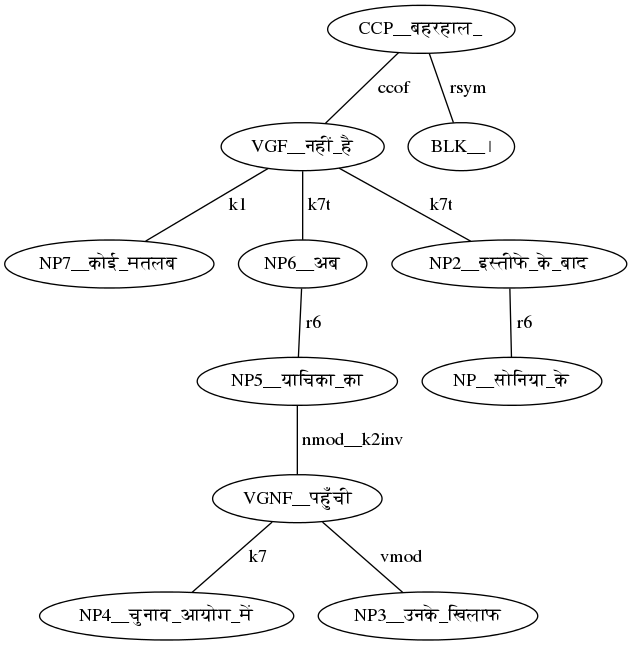 CCP__बहरहाल_
ccof rsym
VGF__नहीं_है BLK__।
k1 k7t k7t
NP7__कोई_मतलब NP6__अब NP2__इस्तीफे_के_बाद
r6 r6
NP5__याचिका_का NP__सोनिया_के
nmod__k2inv
VGNF__पहुँची
k7 vmod
NP4__चुनाव_आयोग_में NP3__उनके_खिलाफ